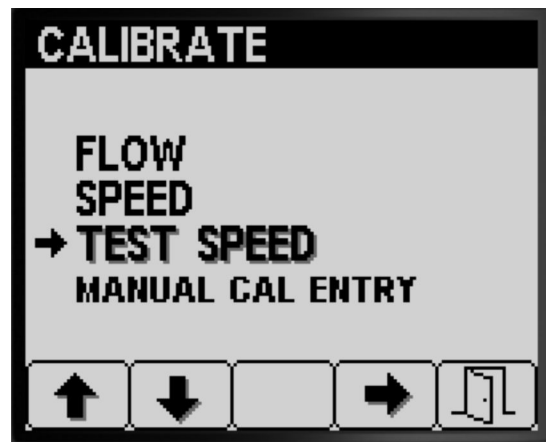 CALIBRATE
FLOW
SPEED
TEST SPEED
MANUAL CAL ENTRY